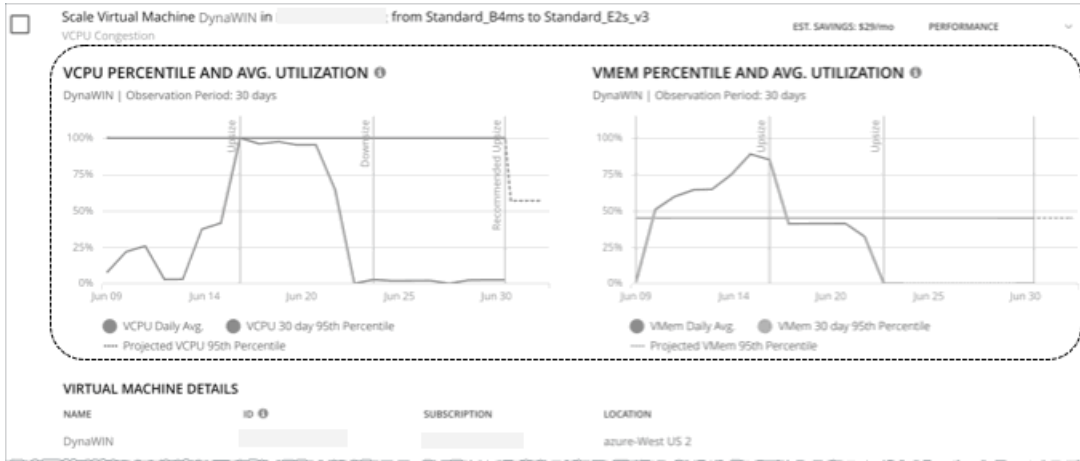 Scale Virtual Machine DynaWIN in : from Standard_B4ms to Standard_E2s_v3
EST. SAVINGS: $29/mo
PERFORMANCE
VCPU Congestion
VCPU PERCENTILE AND AVG. UTILIZATION
DynaWIN | Observation Period: 30 days
100%
75%
50%
25%
0%
Upsize
Downsize
Recommended Upsize
Jun 09
Jun 14
Jun 20
Jun 25
Jun 30
VCPU Daily Avg.
VCPU 30 day 95th Percentile
Projected VCPU 95th Percentile
VMEM PERCENTILE AND AVG. UTILIZATION
DynaWIN | Observation Period: 30 days
100%
75%
50%
25%
0%
Upsize
Upsize
Jun 09
Jun 14
Jun 20
Jun 25
Jun 30
VMem Daily Avg.
VMem 30 day 95th Percentile
Projected VMem 95th Percentile
VIRTUAL MACHINE DETAILS
NAME
ID
SUBSCRIPTION
LOCATION
DynaWIN
azure-West US 2